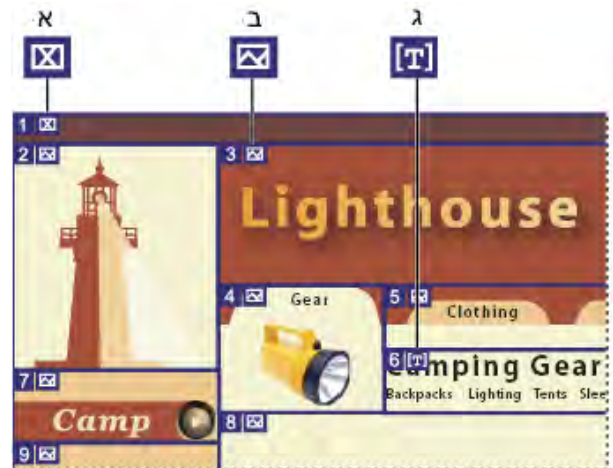 א ב ג
[T]
1
2 3
Lighthouse
4 Gear 5
Clothing
6 [T] Camping Gear
Backpacks Lighting Tents Slee
7
Camp 8
9